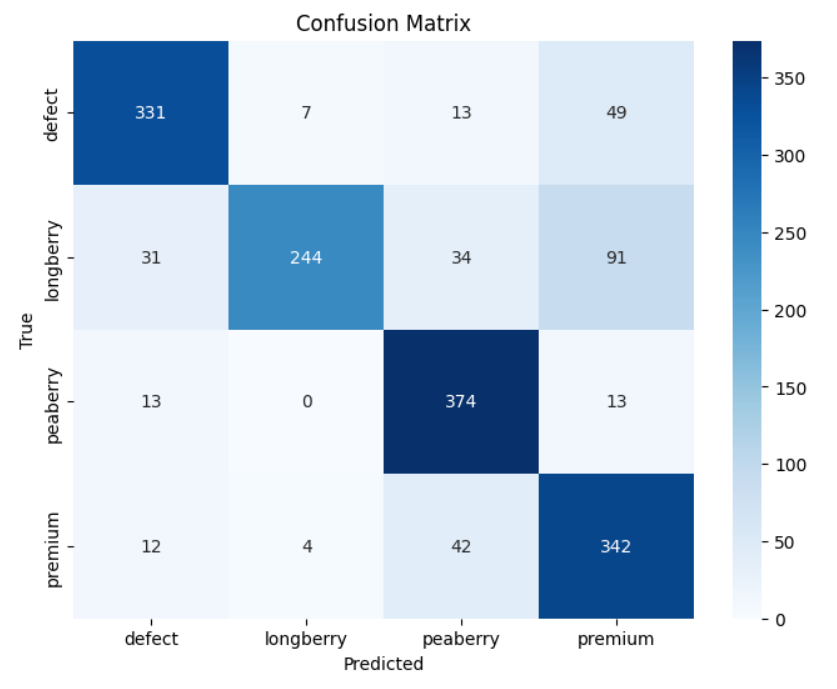 Confusion Matrix
defect 331 7 13 49
longberry 31 244 34 91
peaberry 13 0 374 13
premium 12 4 42 342
True
defect longberry peaberry premium
Predicted
350
300
250
200
150
100
50
0